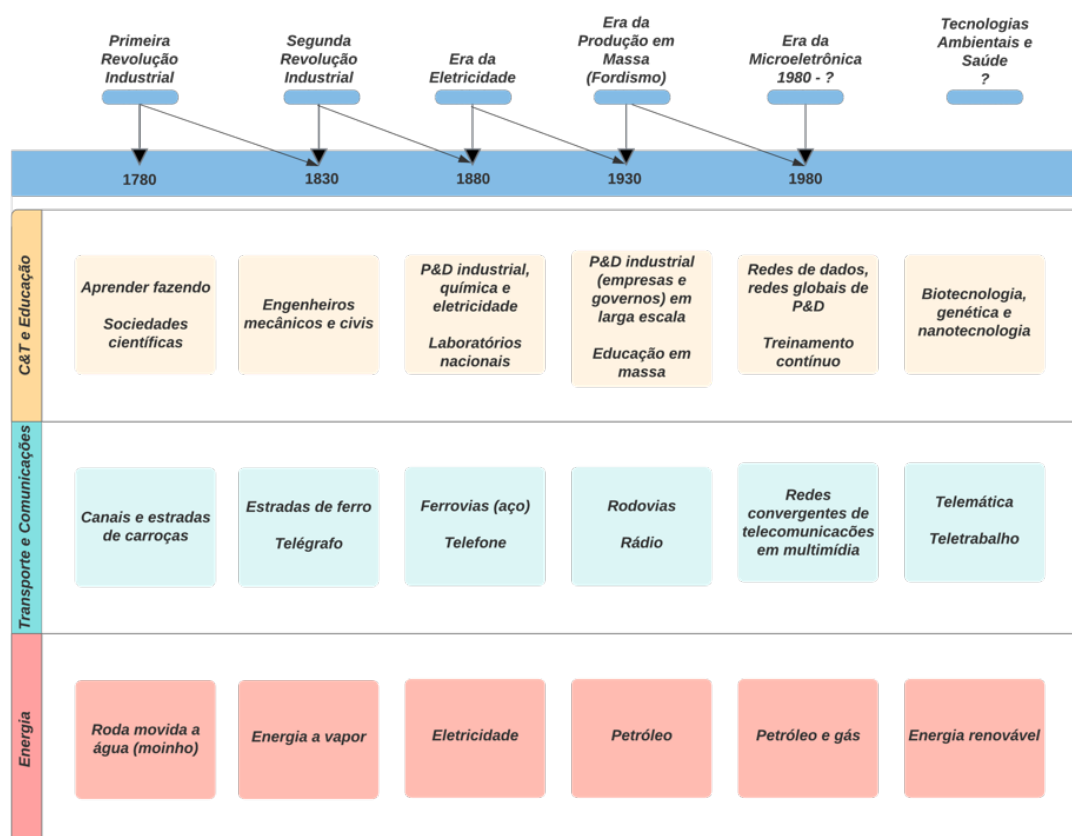 Primeira
Revolução
Industrial
Segunda
Revolução
Industrial
Era da
Eletricidade
Era da
Produção em
Massa
(Fordismo)
Era da
Microeletrônica
1980 - ?
Tecnologias
Ambientais e
Saúde
?
1780
1830
1880
1930
1980
C&T e Educação
Aprender fazendo
Sociedades
científicas
Engenheiros
mecânicos e civis
P&D industrial,
química e
eletricidade
Laboratórios
nacionais
P&D industrial
(empresas e
governos) em
larga escala
Educação em
massa
Redes de dados,
redes globais de
P&D
Treinamento
contínuo
Biotecnologia,
genética e
nanotecnologia
Transporte e Comunicações
Canais e estradas
de carroças
Estradas de ferro
Telégrafo
Ferrovias (aço)
Telefone
Rodovias
Rádio
Redes
convergentes de
telecomunicacões
em multimídia
Telemática
Teletrabalho
Energia
Roda movida a
água (moinho)
Energia a vapor
Eletricidade
Petróleo
Petróleo e gás
Energia renovável